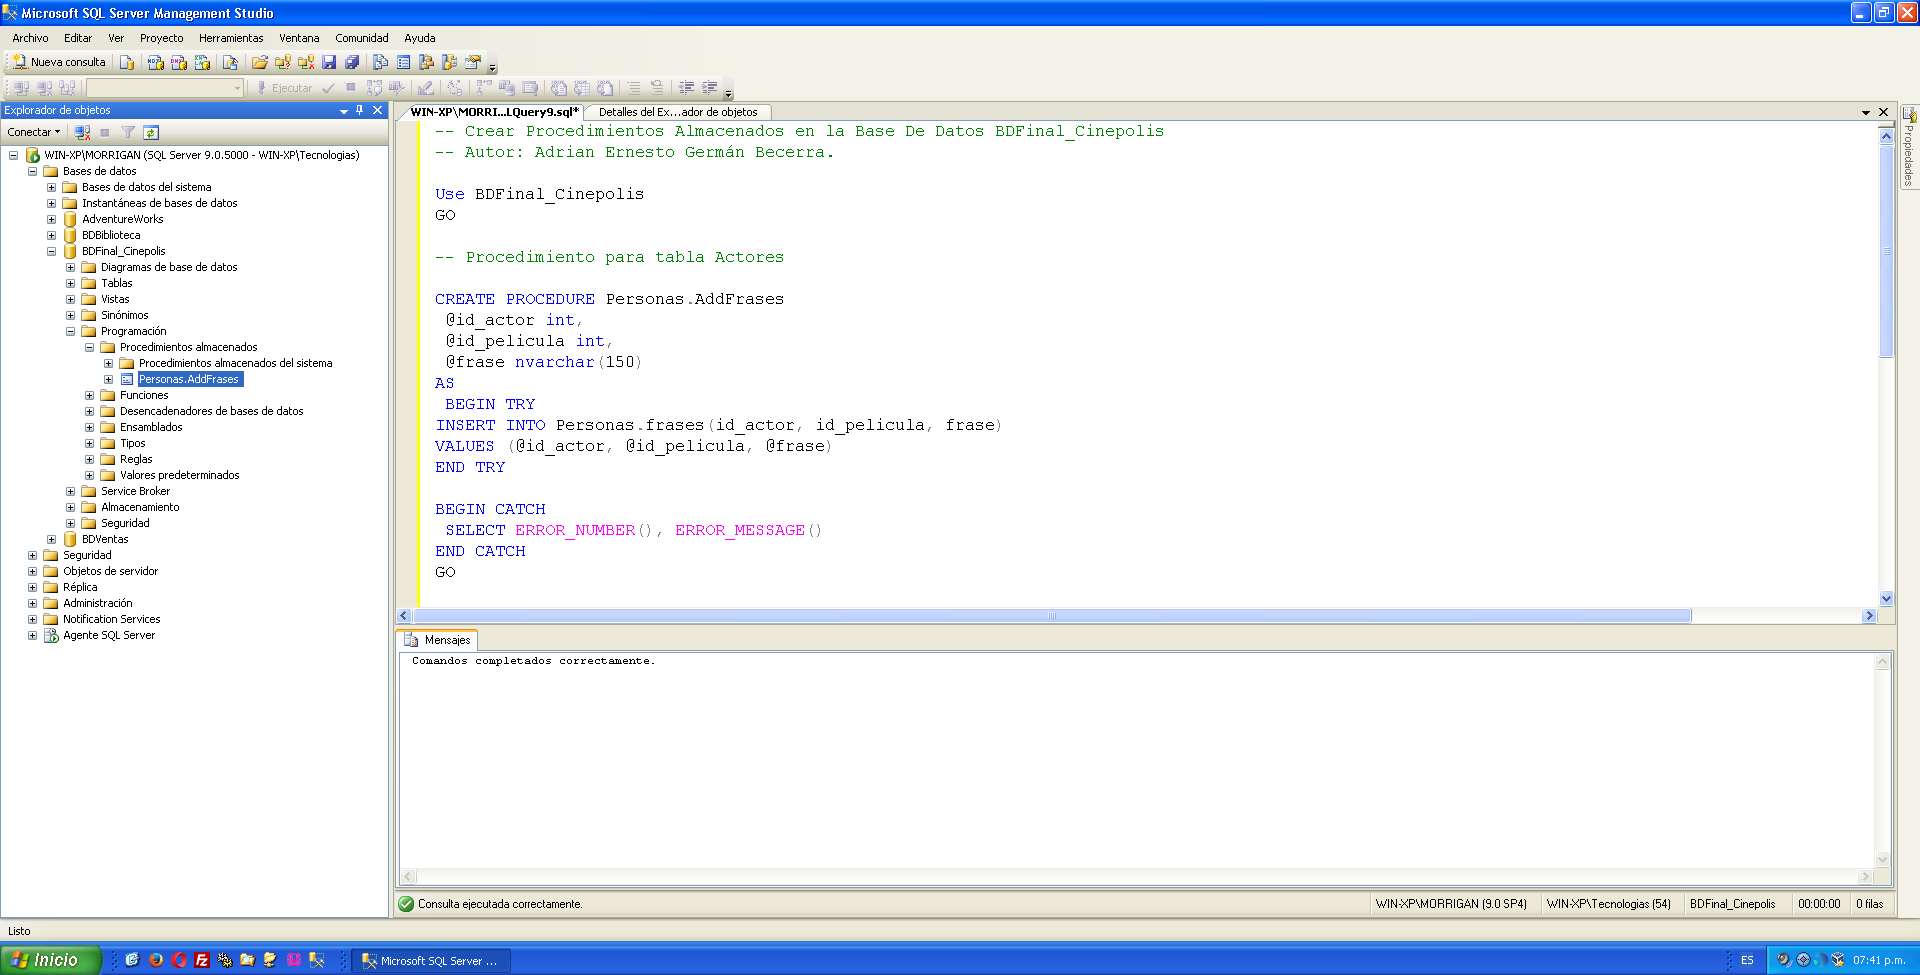 Microsoft SQL Server Management Studio
Archivo Editar Ver Proyecto Herramientas Ventana Comunidad Ayuda
Nueva consulta
Ejecutar
Explorador de objetos
Conectar
WIN-XP\MORRIGAN (SQL Server 9.0.5000 - WIN-XP\Tecnologias)
Bases de datos
Bases de datos del sistema
Instantáneas de bases de datos
AdventureWorks
BDBiblioteca
BDFinal_Cinepolis
Diagramas de base de datos
Tablas
Vistas
Sinónimos
Programación
Procedimientos almacenados
Procedimientos almacenados del sistema
Personas.AddFrases
Funciones
Desencadenadores de bases de datos
Ensamblados
Tipos
Reglas
Valores predeterminados
Service Broker
Almacenamiento
Seguridad
BDVentas
Seguridad
Objetos de servidor
Réplica
Administración
Notification Services
Agente SQL Server
WIN-XP\MORRI...LQuery9.sql* Detalles del Ex...ador de objetos
-- Crear Procedimientos Almacenados en la Base De Datos BDFinal_Cinepolis
-- Autor: Adrian Ernesto Germán Becerra.
Use BDFinal_Cinepolis
GO
-- Procedimiento para tabla Actores
CREATE PROCEDURE Personas.AddFrases
@id_actor int,
@id_pelicula int,
@frase nvarchar(150)
AS
BEGIN TRY
INSERT INTO Personas.frases(id_actor, id_pelicula, frase)
VALUES (@id_actor, @id_pelicula, @frase)
END TRY
BEGIN CATCH
SELECT ERROR_NUMBER(), ERROR_MESSAGE()
END CATCH
GO
Propiedades
Mensajes
Comandos completados correctamente.
Consulta ejecutada correctamente. WIN-XP\MORRIGAN (9.0 SP4) WIN-XP\Tecnologias (54) BDFinal_Cinepolis 00:00:00 0 filas
Listo
Inicio Microsoft SQL Server ... ES 07:41 p.m.